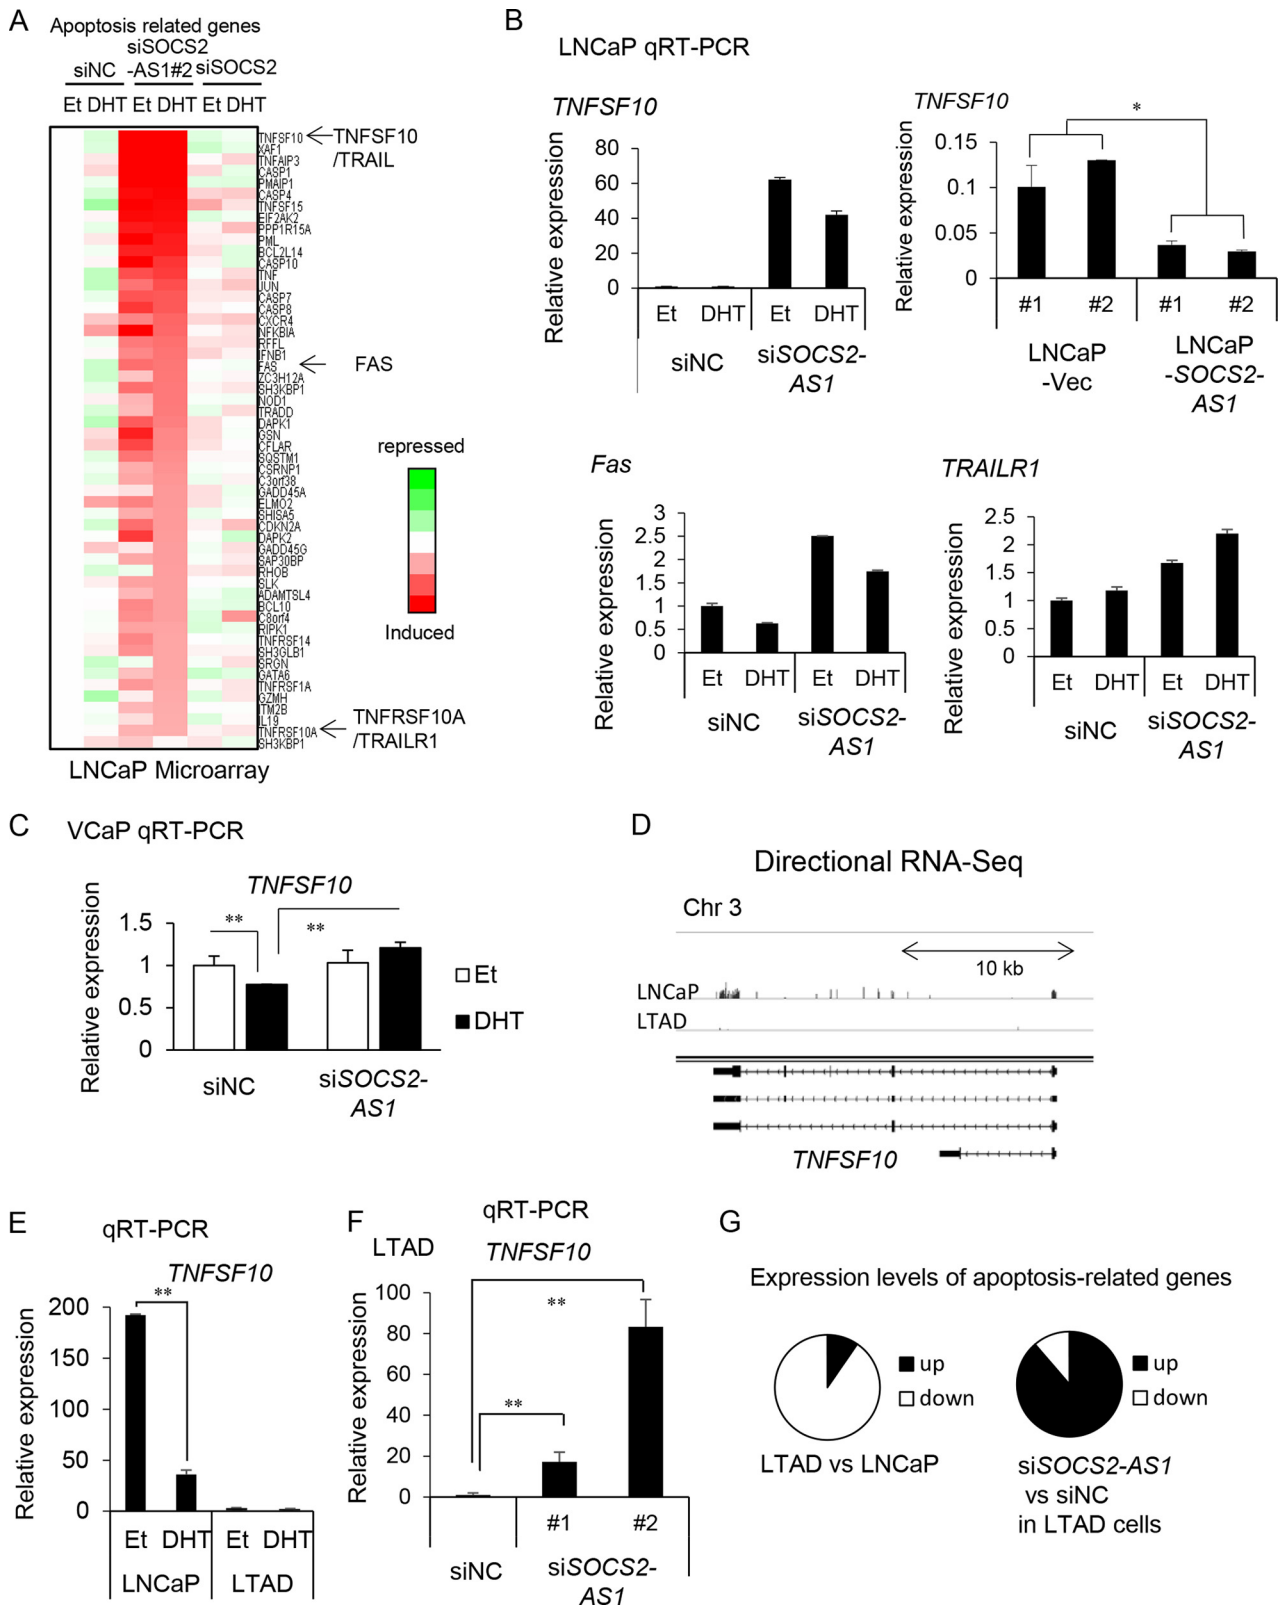 A
Apoptosis related genes
siSOCS2
siNC -AS1#2 siSOCS2
Et DHT Et DHT Et DHT
TNFSF10
XAF1
TNFAIP3
CASP1
PMAIP1
CASP4
TNFSF15
EIF2AK2
PPP1R15A
PML
BCL2L14
CASP10
TNF
JUN
CASP7
CASP8
CXCR4
NFKBIA
RFFL
IFNB1
FAS
ZC3H12A
SH3KBP1
NOD1
TRADD
DAPK1
GSN
CFLAR
SQSTM1
CSRNP1
C3orf38
GADD45A
ELMO2
SHISA5
CDKN2A
DAPK2
GADD45G
SAP30BP
RHOB
SLK
ADAMTSL4
BCL10
C8orf4
RIPK1
TNFRSF14
SH3GLB1
SRGN
GATA6
TNFRSF1A
GZMH
ITM2B
IL19
TNFRSF10A
SH3KBP1
TNFSF10
/TRAIL
FAS
TNFRSF10A
/TRAILR1
repressed
Induced
LNCaP Microarray
B
LNCaP qRT-PCR
TNFSF10
Relative expression
80
60
40
20
0
Et DHT Et DHT
siNC siSOCS2-
AS1
TNFSF10
*
Relative expression
0.15
0.1
0.05
0
#1 #2 #1 #2
LNCaP LNCaP
-Vec -SOCS2-
AS1
Fas
Relative expression
3
2.5
2
1.5
1
0.5
0
Et DHT Et DHT
siNC siSOCS2-
AS1
TRAILR1
Relative expression
2.5
2
1.5
1
0.5
0
Et DHT Et DHT
siNC siSOCS2-
AS1
C
VCaP qRT-PCR
TNFSF10
Relative expression
1.5
1
0.5
0
** **
Et
DHT
siNC siSOCS2-
AS1
D
Directional RNA-Seq
Chr 3
10 kb
LNCaP
LTAD
TNFSF10
E
qRT-PCR
TNFSF10
Relative expression
200
150
100
50
0
**
Et DHT Et DHT
LNCaP LTAD
F
qRT-PCR
LTAD TNFSF10
Relative expression
100
80
60
40
20
0
**
**
#1 #2
siNC siSOCS2-
AS1
G
Expression levels of apoptosis-related genes
up
down
LTAD vs LNCaP
up
down
siSOCS2-AS1
vs siNC
in LTAD cells